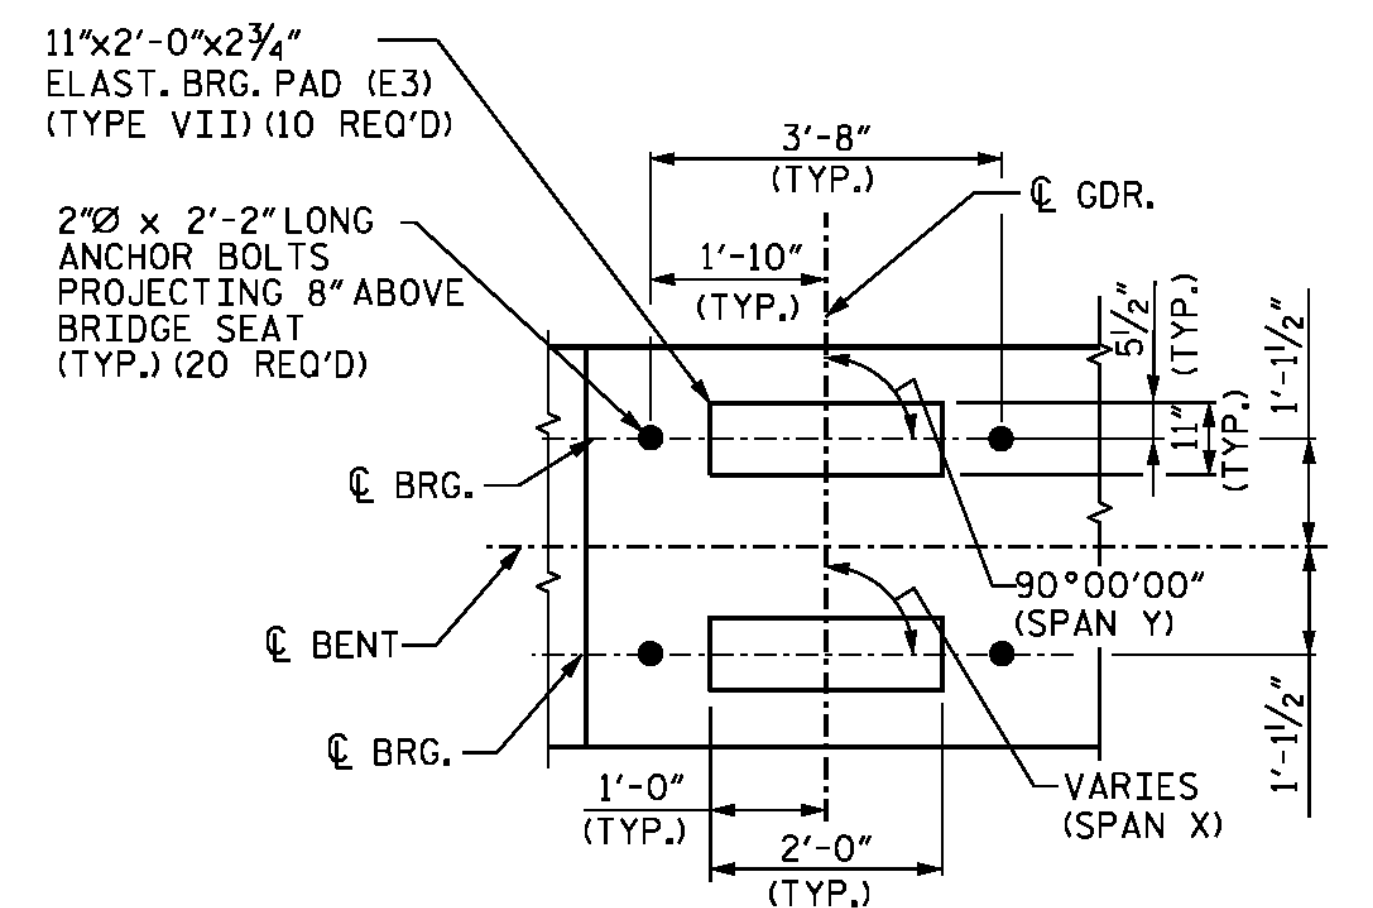 11"x2'-0"x2¾"
ELAST. BRG. PAD (E3)
(TYPE VII) (10 REQ'D)
2"Ø x 2'-2" LONG
ANCHOR BOLTS
PROJECTING 8" ABOVE
BRIDGE SEAT
(TYP.) (20 REQ'D)
3'-8"
(TYP.)
℄ GDR.
1'-10"
(TYP.)
5½"
(TYP.)
1'-1½"
11"
(TYP.)
℄ BRG.
90°00'00"
(SPAN Y)
℄ BENT
℄ BRG.
1'-1½"
VARIES
(SPAN X)
1'-0"
(TYP.)
2'-0"
(TYP.)